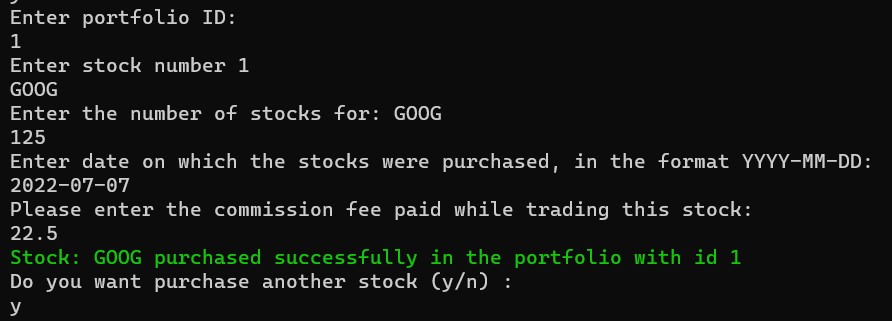 Enter portfolio ID:
1
Enter stock number 1
GOOG
Enter the number of stocks for: GOOG
125
Enter date on which the stocks were purchased, in the format YYYY-MM-DD:
2022-07-07
Please enter the commission fee paid while trading this stock:
22.5
Stock: GOOG purchased successfully in the portfolio with id 1
Do you want purchase another stock (y/n) :
y